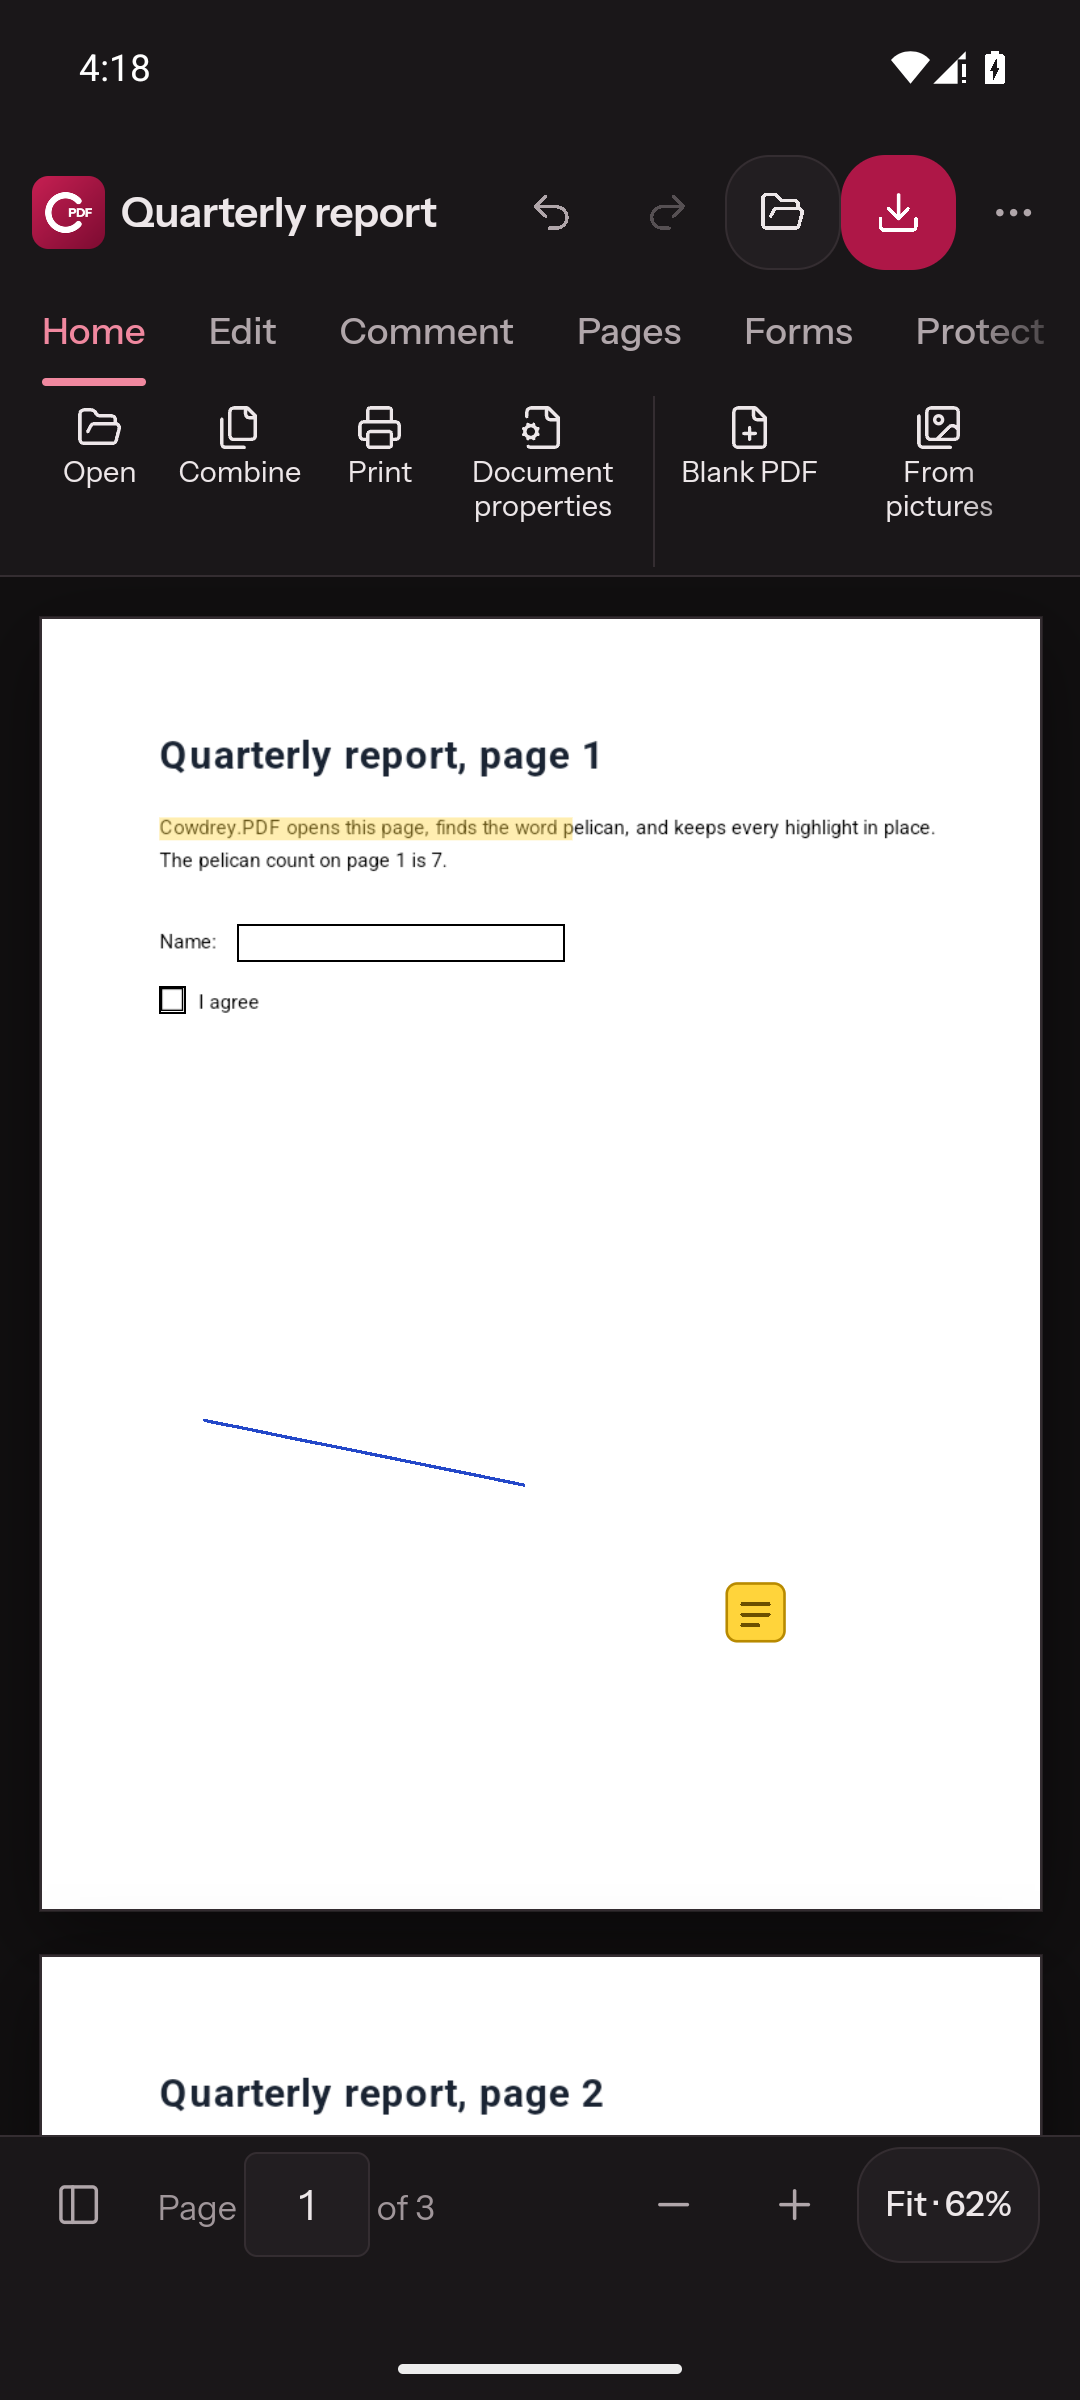 4:18
PDF Quarterly report
Home Edit Comment Pages Forms Protect
Open Combine Print Document properties Blank PDF From pictures
Quarterly report, page 1
Cowdrey.PDF opens this page, finds the word pelican, and keeps every highlight in place.
The pelican count on page 1 is 7.
Name:
I agree
Quarterly report, page 2
Page 1 of 3 Fit · 62%